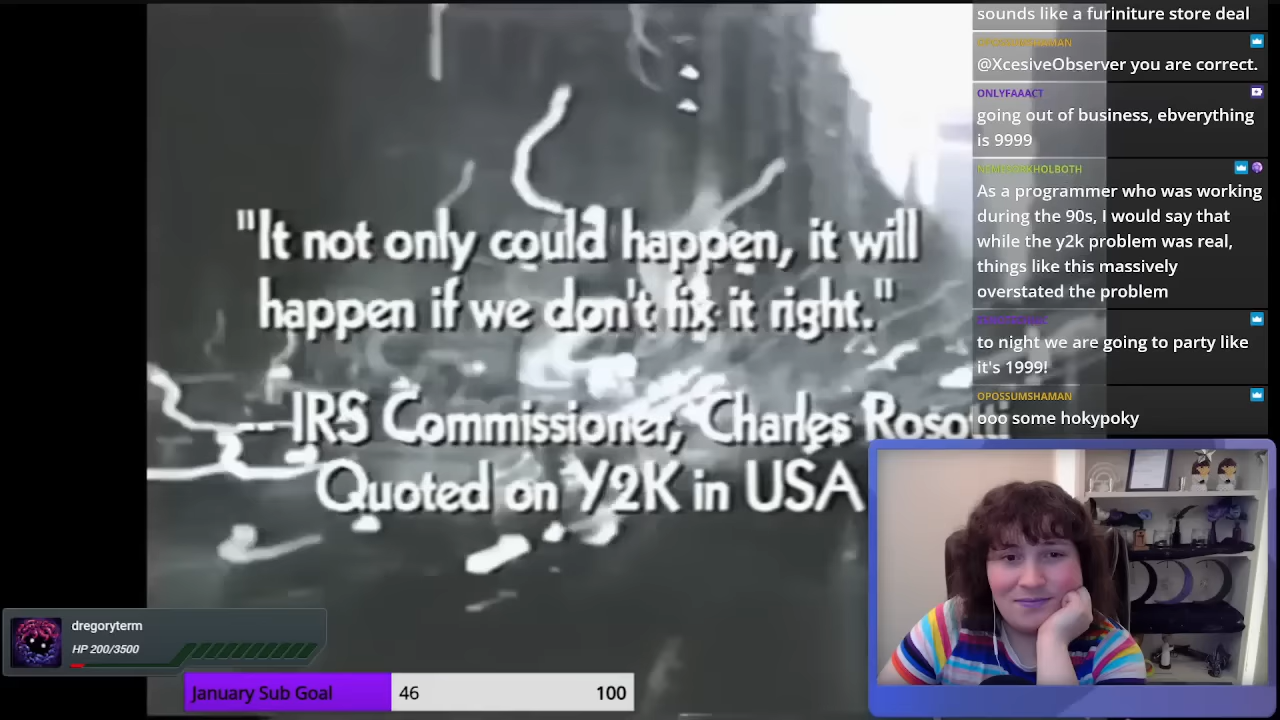 "It not only could happen, it will
happen if we don't fix it right."
-- IRS Commissioner, Charles Rosotti
Quoted on Y2K in USA
sounds like a furiniture store deal
OPOSSUMSHAMAN
@XcesiveObserver you are correct.
ONLYFAAACT
going out of business, ebverything
is 9999
As a programmer who was working
during the 90s, I would say that
while the y2k problem was real,
things like this massively
overstated the problem
to night we are going to party like
it's 1999!
OPOSSUMSHAMAN
ooo some hokypoky
dregoryterm
HP 200/3500
January Sub Goal
46
100